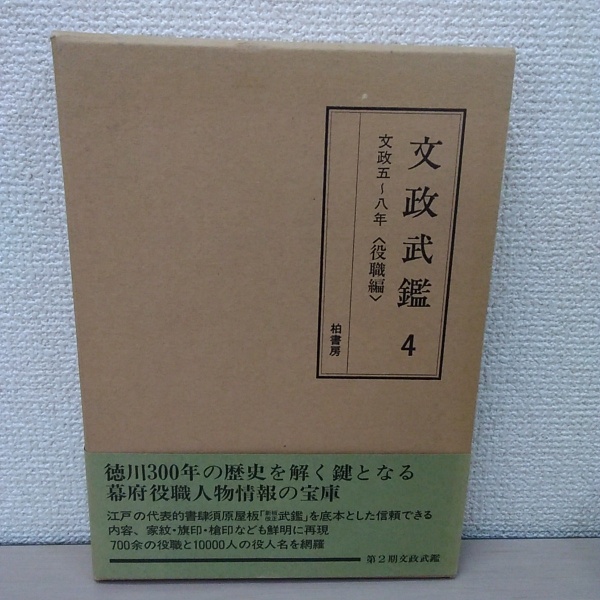 文政武鑑 4
文政五～八年〈役職編〉
柏書房
徳川300年の歴史を解く鍵となる
幕府役職人物情報の宝庫
江戸の代表的書肆須原屋板「武鑑」を底本とした信頼できる
内容、家紋・旗印・槍印なども鮮明に再現
700余の役職と10000人の役人名を網羅
第2期文政武鑑